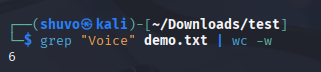 ┌──(shuvo㉿kali)-[~/Downloads/test]
└─$ grep "Voice" demo.txt | wc -w
6